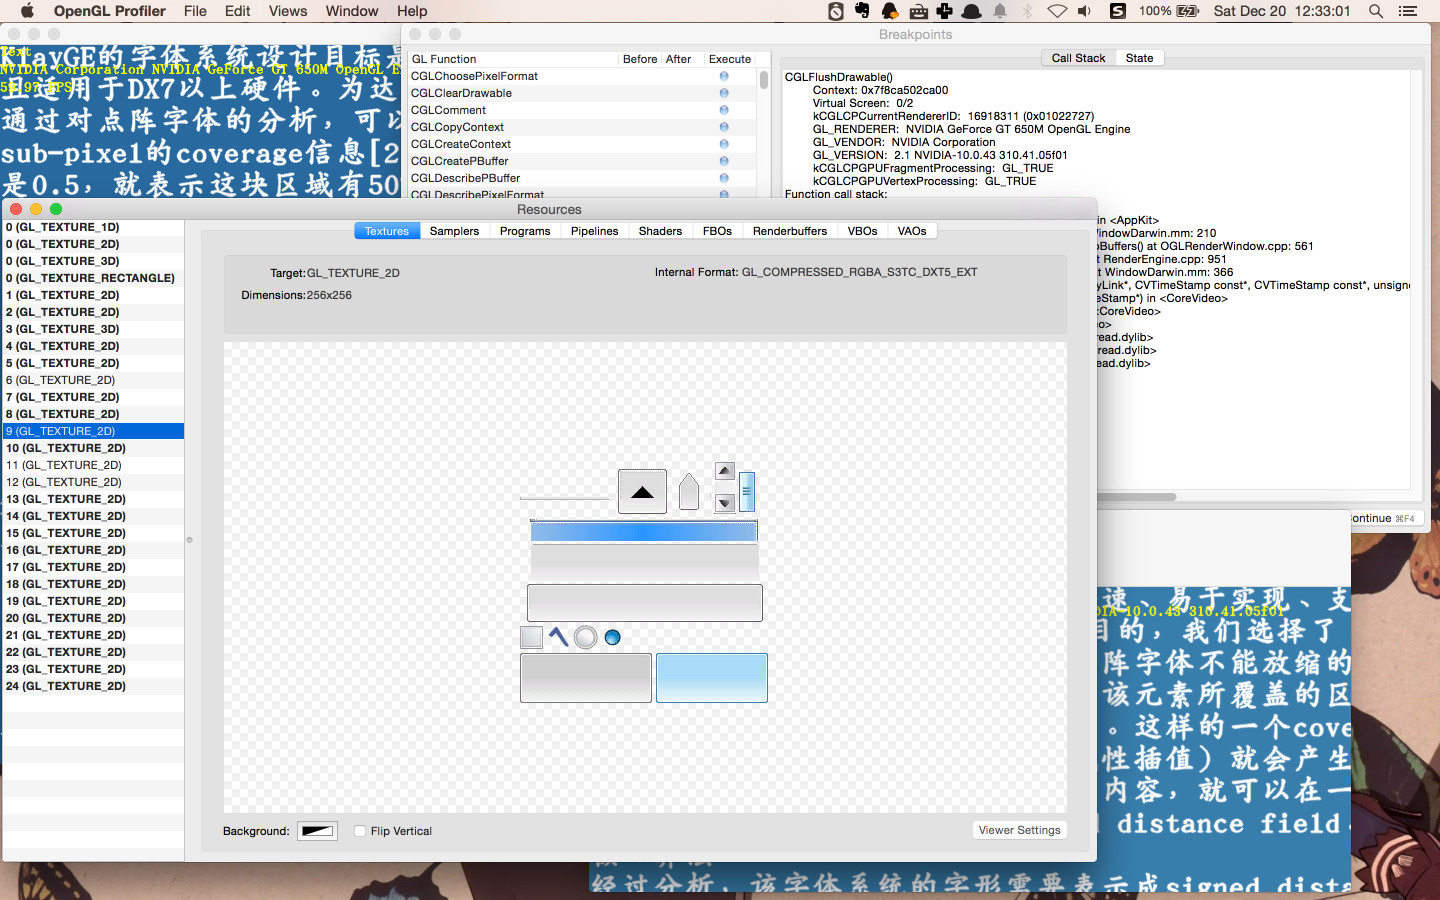 OpenGL Profiler File Edit Views Window Resources Help
S 100% Sat Dec 20 12:33:01
KlayGE的字体系统设计目标是
Text
NVIDIA Corporation NVIDIA GeForce GT 650M OpenGL E
且适用于DX7以上硬件。为达
通过对点阵字体的分析，可以
sub-pixel的coverage信息[2
是0.5，就表示这块区域有50
Breakpoints
GL Function Before After Execute
CGLChoosePixelFormat
CGLClearDrawable
CGLComment
CGLCopyContext
CGLCreateContext
CGLCreatePBuffer
CGLDescribePBuffer
CGLDescribePixelFormat
Call Stack State
CGLFlushDrawable()
Context: 0x7f8ca502ca00
Virtual Screen: 0/2
kCGLCPCurrentRendererID: 16918311 (0x01022727)
GL_RENDERER: NVIDIA GeForce GT 650M OpenGL Engine
GL_VENDOR: NVIDIA Corporation
GL_VERSION: 2.1 NVIDIA-10.0.43 310.41.05f01
kCGLCPGPUFragmentProcessing: GL_TRUE
kCGLCPGPUVertexProcessing: GL_TRUE
Function call stack:
in <AppKit>
WindowDarwin.mm: 210
pBuffers() at OGLRenderWindow.cpp: 561
t RenderEngine.cpp: 951
t WindowDarwin.mm: 366
yLink*, CVTimeStamp const*, CVTimeStamp const*, unsigne
eStamp*) in <CoreVideo>
<CoreVideo>
eo>
read.dylib>
read.dylib>
ead.dylib>
ontinue ⌘F4
Resources
0 (GL_TEXTURE_1D)
0 (GL_TEXTURE_2D)
0 (GL_TEXTURE_3D)
0 (GL_TEXTURE_RECTANGLE)
1 (GL_TEXTURE_2D)
2 (GL_TEXTURE_2D)
3 (GL_TEXTURE_3D)
4 (GL_TEXTURE_2D)
5 (GL_TEXTURE_2D)
6 (GL_TEXTURE_2D)
7 (GL_TEXTURE_2D)
8 (GL_TEXTURE_2D)
9 (GL_TEXTURE_2D)
10 (GL_TEXTURE_2D)
11 (GL_TEXTURE_2D)
12 (GL_TEXTURE_2D)
13 (GL_TEXTURE_2D)
14 (GL_TEXTURE_2D)
15 (GL_TEXTURE_2D)
16 (GL_TEXTURE_2D)
17 (GL_TEXTURE_2D)
18 (GL_TEXTURE_2D)
19 (GL_TEXTURE_2D)
20 (GL_TEXTURE_2D)
21 (GL_TEXTURE_2D)
22 (GL_TEXTURE_2D)
23 (GL_TEXTURE_2D)
24 (GL_TEXTURE_2D)
Textures Samplers Programs Pipelines Shaders FBOs Renderbuffers VBOs VAOs
Target:GL_TEXTURE_2D Internal Format: GL_COMPRESSED_RGBA_S3TC_DXT5_EXT
Dimensions:256x256
Background: Flip Vertical Viewer Settings
速、易于实现、支
DIA-10.0.43 310.41.05f01
目的，我们选择了
阵字体不能放缩的
该元素所覆盖的区
。这样的一个cove
性插值）就会产生
内容，就可以在一
d distance field
经过分析，该字体系统的字形需要表示成signed dista